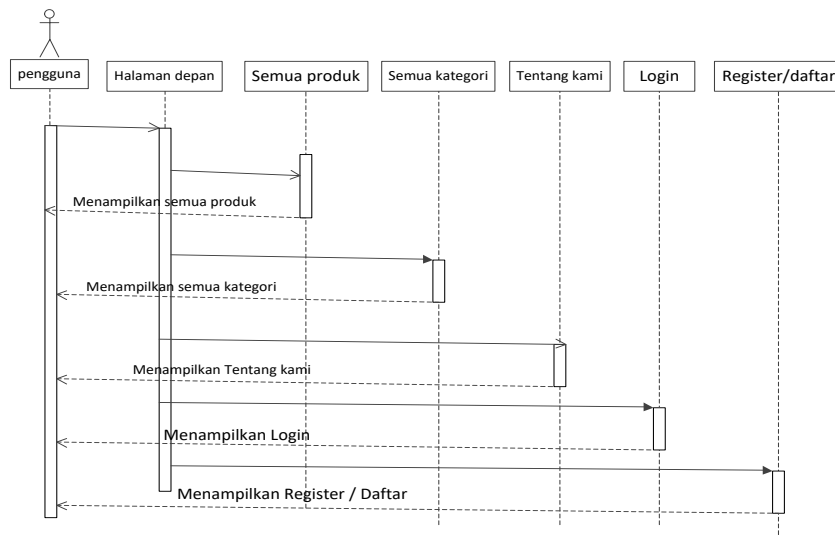 pengguna
Halaman depan
Semua produk
Semua kategori
Tentang kami
Login
Register/daftar
Menampilkan semua produk
Menampilkan semua kategori
Menampilkan Tentang kami
Menampilkan Login
Menampilkan Register / Daftar